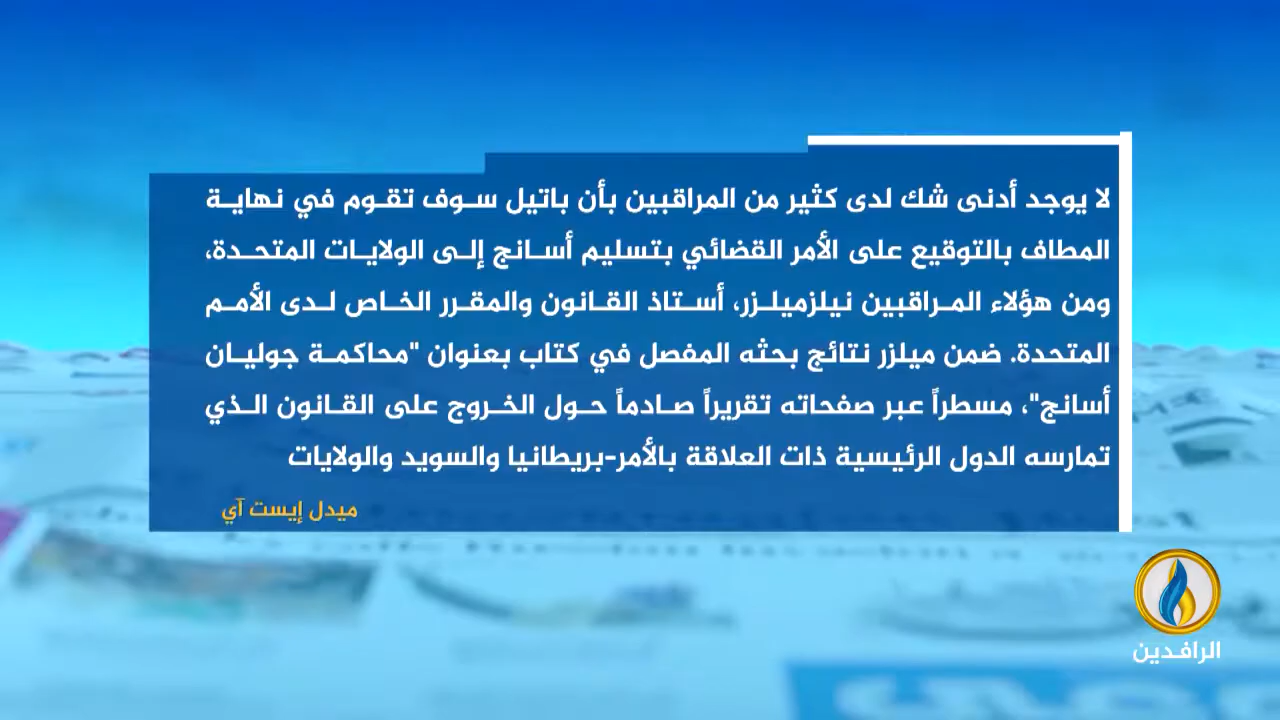 لا يوجد أدنى شك لدى كثير من المراقبين بأن باتيل سوف تقوم في نهاية
المطاف بالتوقيع على الأمر القضائي بتسليم أسانج إلى الولايات المتحدة،
ومن هؤلاء المراقبين نيلزميلزر، أستاذ القانون والمقرر الخاص لدى الأمم
المتحدة. ضمن ميلزر نتائج بحثه المفصل في كتاب بعنوان "محاكمة جوليان
أسانج"، مسطراً عبر صفحاته تقريراً صادماً حول الخروج على القانون الذي
تمارسه الدول الرئيسية ذات العلاقة بالأمر-بريطانيا والسويد والولايات
ميدل إيست آي
الرافدين